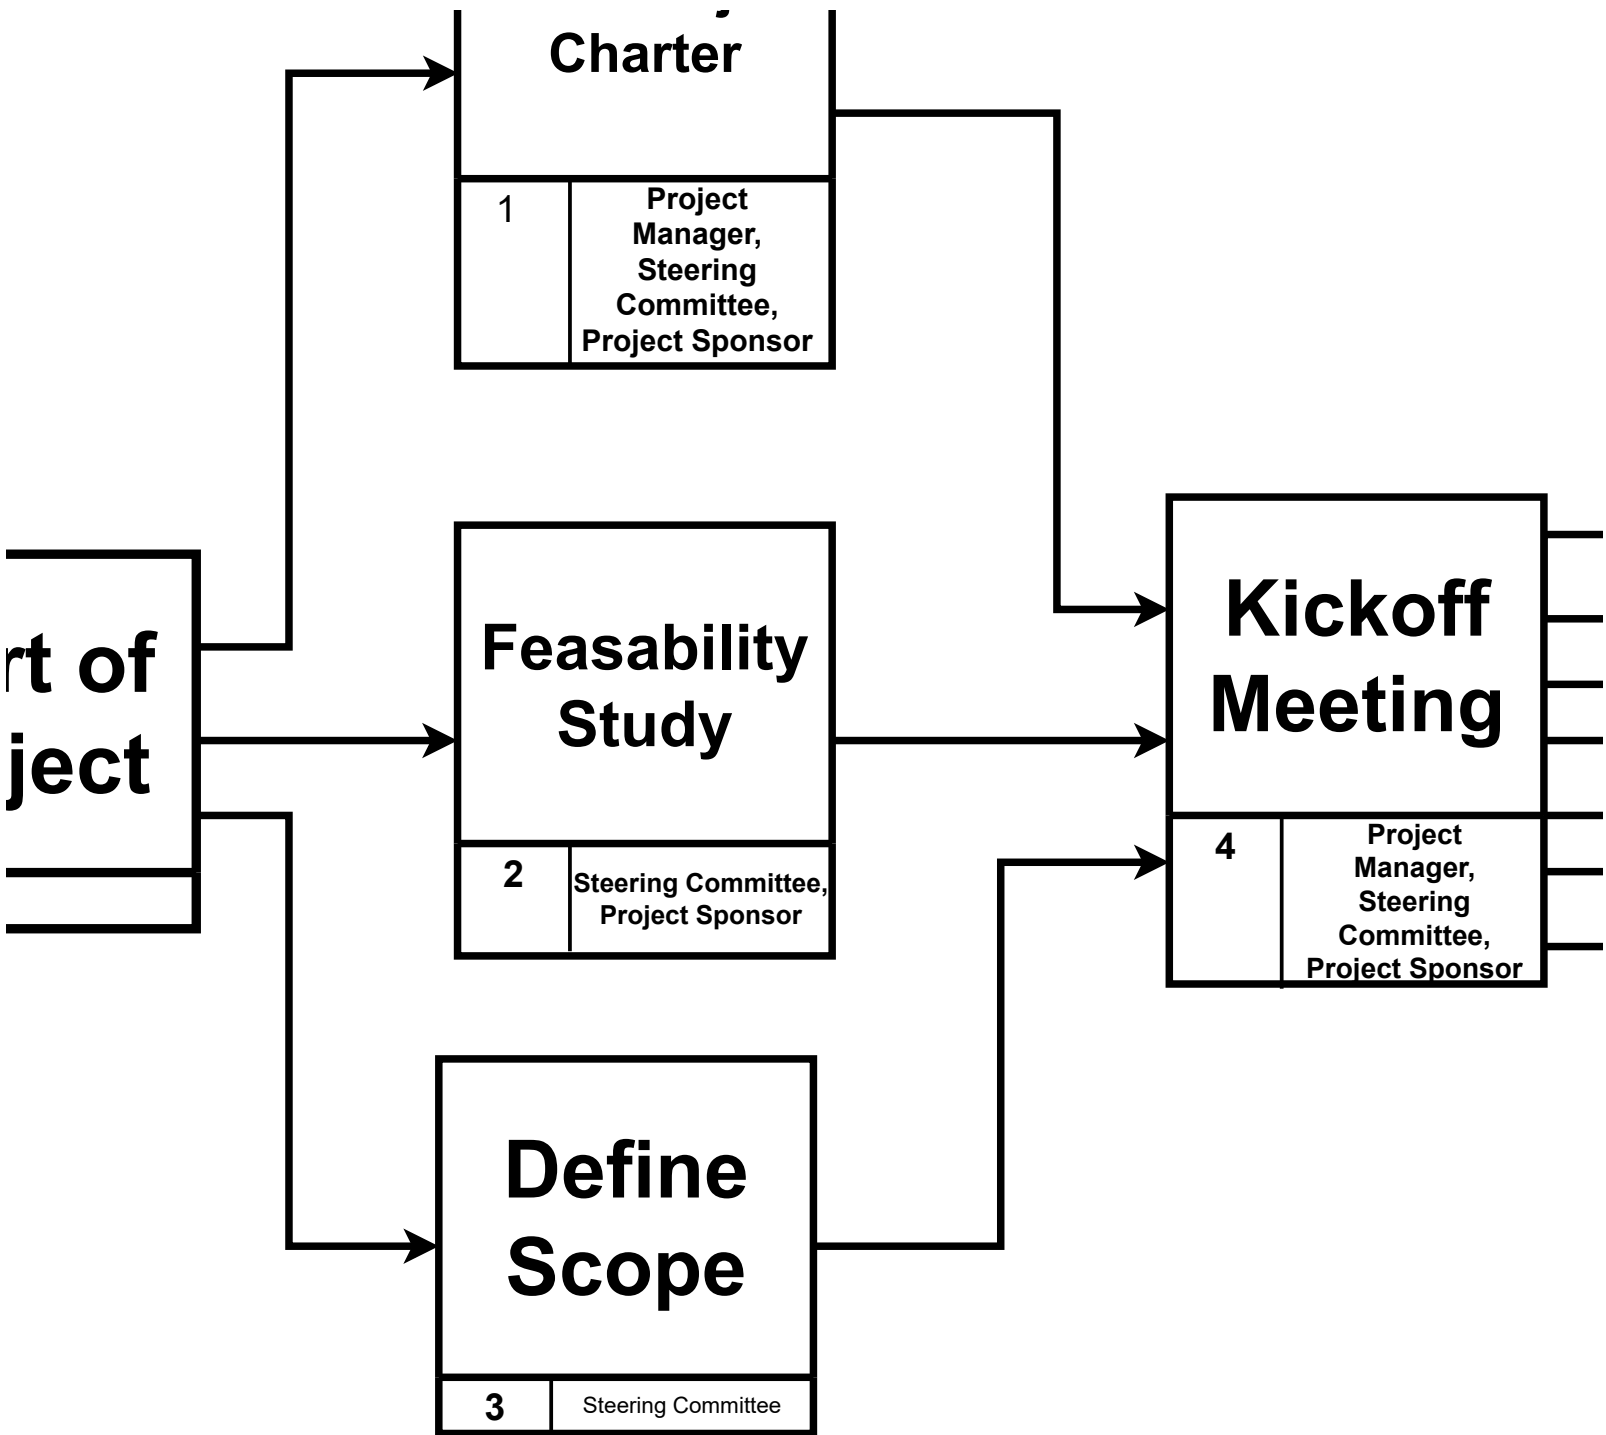 Charter
1
Project
Manager,
Steering
Committee,
Project Sponsor
rt of
ject
Feasability
Study
2
Steering Committee,
Project Sponsor
Define
Scope
3
Steering Committee
Kickoff
Meeting
4
Project
Manager,
Steering
Committee,
Project Sponsor